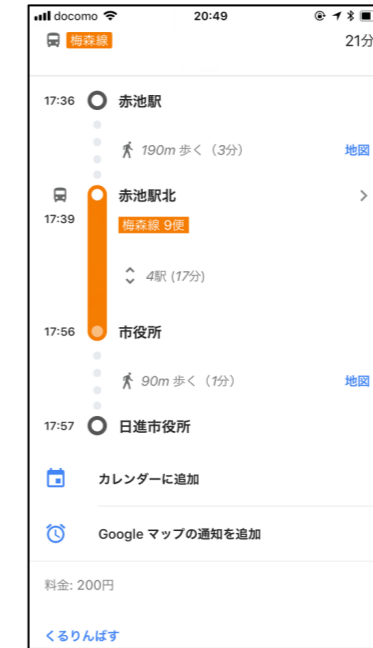 docomo 20:49
梅森線 21分
17:36 赤池駅
190m 歩く（3分） 地図
赤池駅北
17:39 梅森線 9便
4駅 (17分)
17:56 市役所
90m 歩く（1分） 地図
17:57 日進市役所
カレンダーに追加
Google マップの通知を追加
料金: 200円
くるりんばす